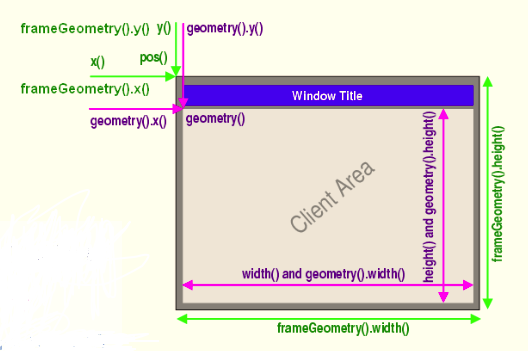 frameGeometry().y() y() geometry().y()
x() pos()
frameGeometry().x()
Window Title
geometry().x() geometry()
Client Area
height() and geometry().height()
frameGeometry().height()
width() and geometry().width()
frameGeometry().width()